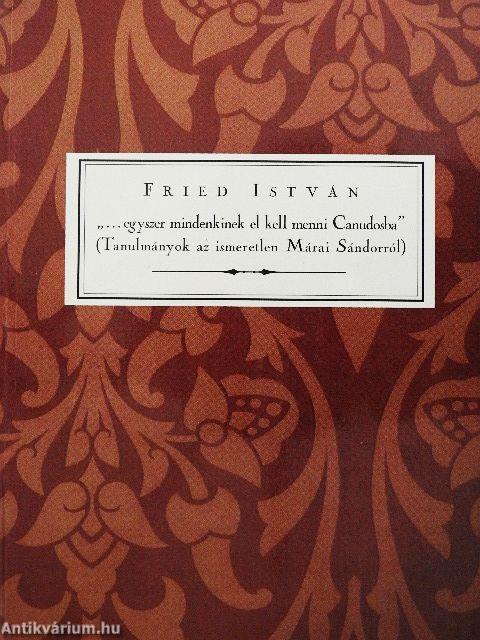 FRIED ISTVÁN
„...egyszer mindenkinek el kell menni Canudosba”
(Tanulmányok az ismeretlen Márai Sándorról)
Antikvárium.hu